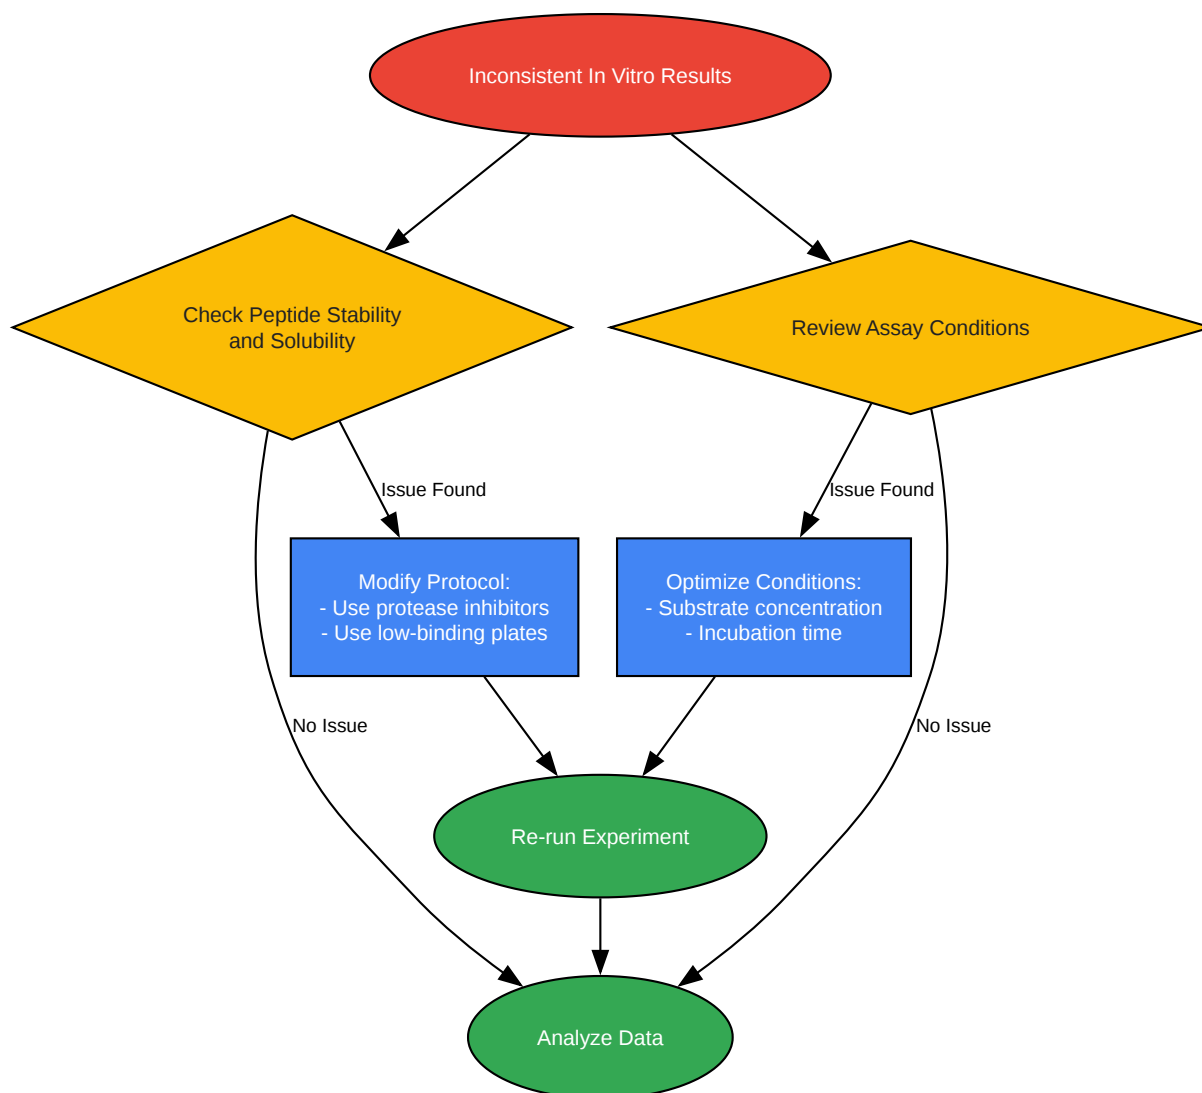 Inconsistent In Vitro Results
Check Peptide Stability
and Solubility
Review Assay Conditions
Issue Found
Issue Found
Modify Protocol:
- Use protease inhibitors
- Use low-binding plates
Optimize Conditions:
- Substrate concentration
- Incubation time
No Issue
No Issue
Re-run Experiment
Analyze Data